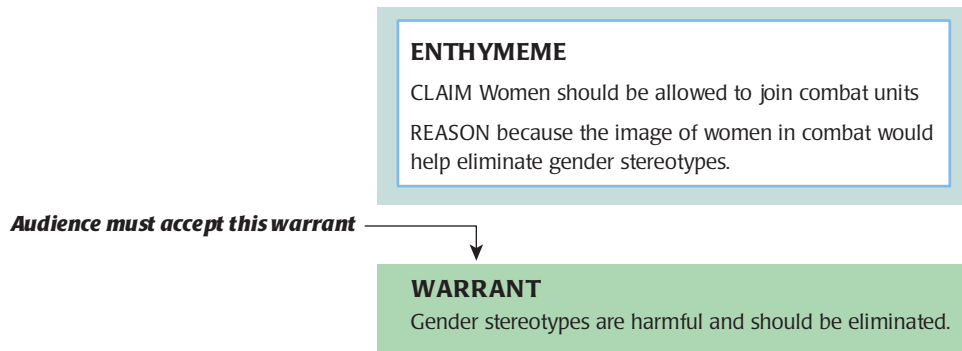 ENTHYMEME
CLAIM Women should be allowed to join combat units
REASON because the image of women in combat would
help eliminate gender stereotypes.
Audience must accept this warrant
WARRANT
Gender stereotypes are harmful and should be eliminated.